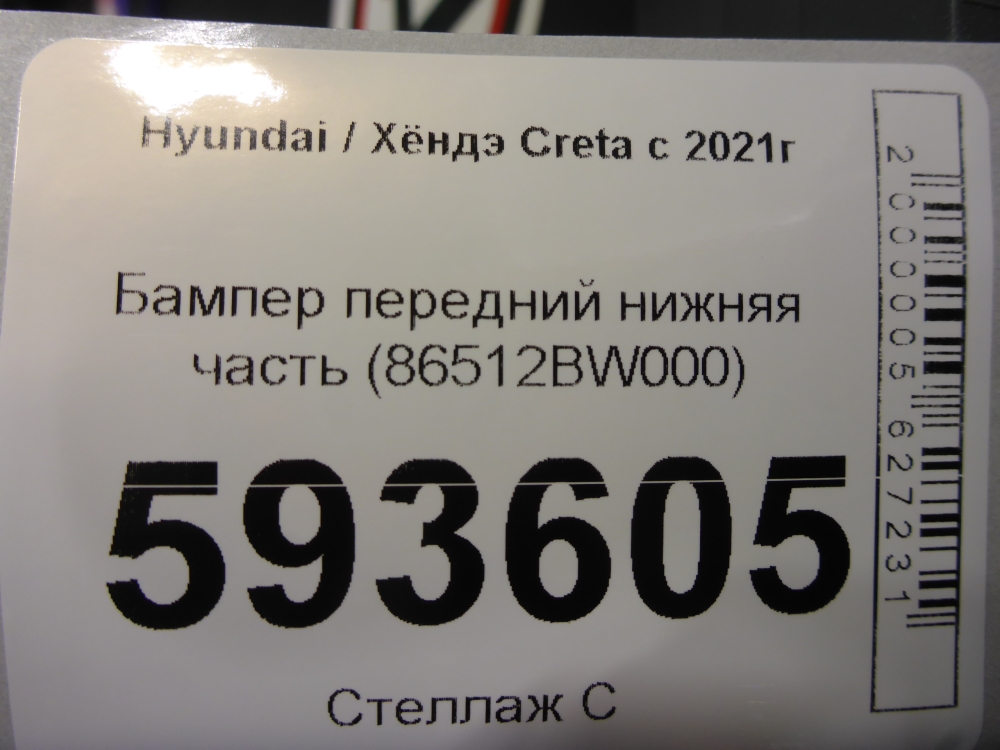 Hyundai / Хёндэ Creta с 2021г
Бампер передний нижняя
часть (86512BW000)
593605
Стеллаж С
2000005627231